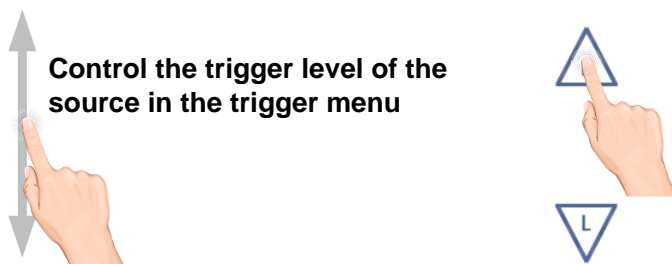 Control the trigger level of the
source in the trigger menu
L